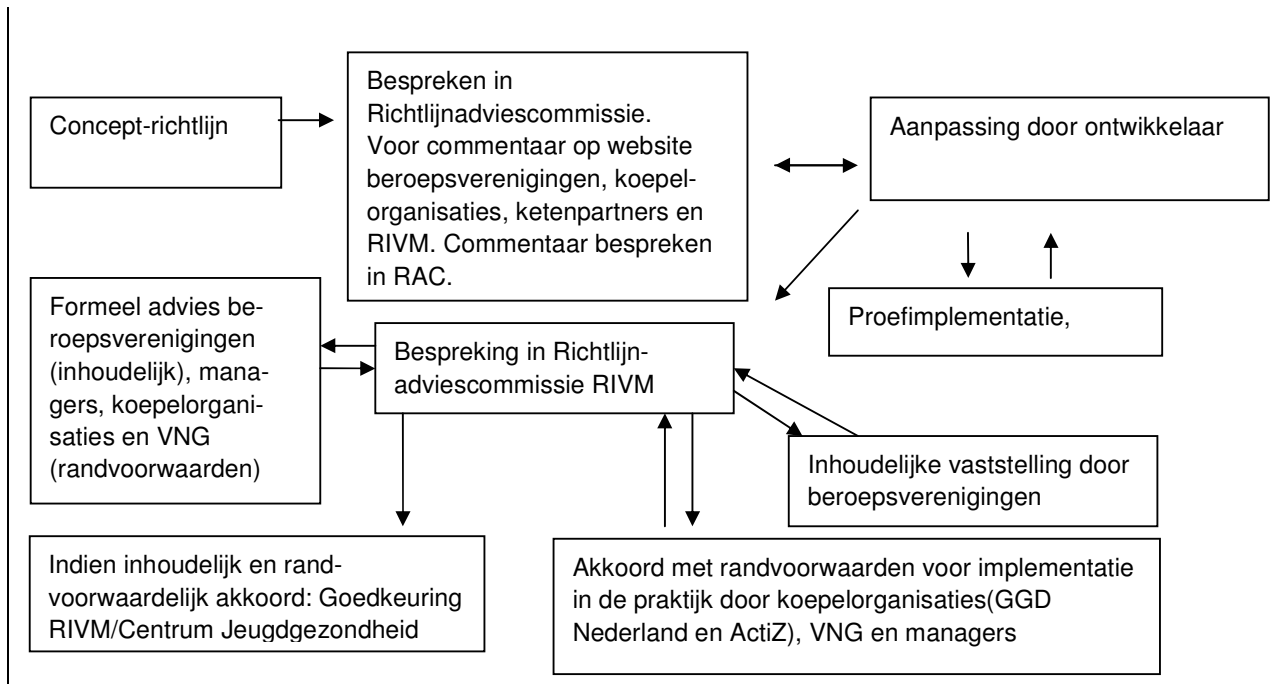 Concept-richtlijn
Bespreken in
Richtlijnadviescommissie.
Voor commentaar op website
beroepsverenigingen, koepel-
organisaties, ketenpartners en
RIVM. Commentaar bespreken
in RAC.
Aanpassing door ontwikkelaar
Proefimplementatie,
Formeel advies be-
roepsverenigingen
(inhoudelijk), mana-
gers, koepelorgani-
saties en VNG
(randvoorwaarden)
Bespreking in Richtlijn-
adviescommissie RIVM
Inhoudelijke vaststelling door
beroepsverenigingen
Indien inhoudelijk en rand-
voorwaardelijk akkoord: Goedkeuring
RIVM/Centrum Jeugdgezondheid
Akkoord met randvoorwaarden voor implementatie
in de praktijk door koepelorganisaties(GGD
Nederland en ActiZ), VNG en managers